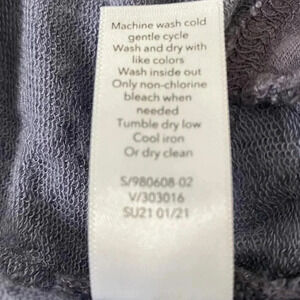 Machine wash cold
gentle cycle
Wash and dry with
like colors
Wash inside out
Only non-chlorine
bleach when
needed
Tumble dry low
Cool iron
Or dry clean
S/980608-02
V/303016
SU21 01/21